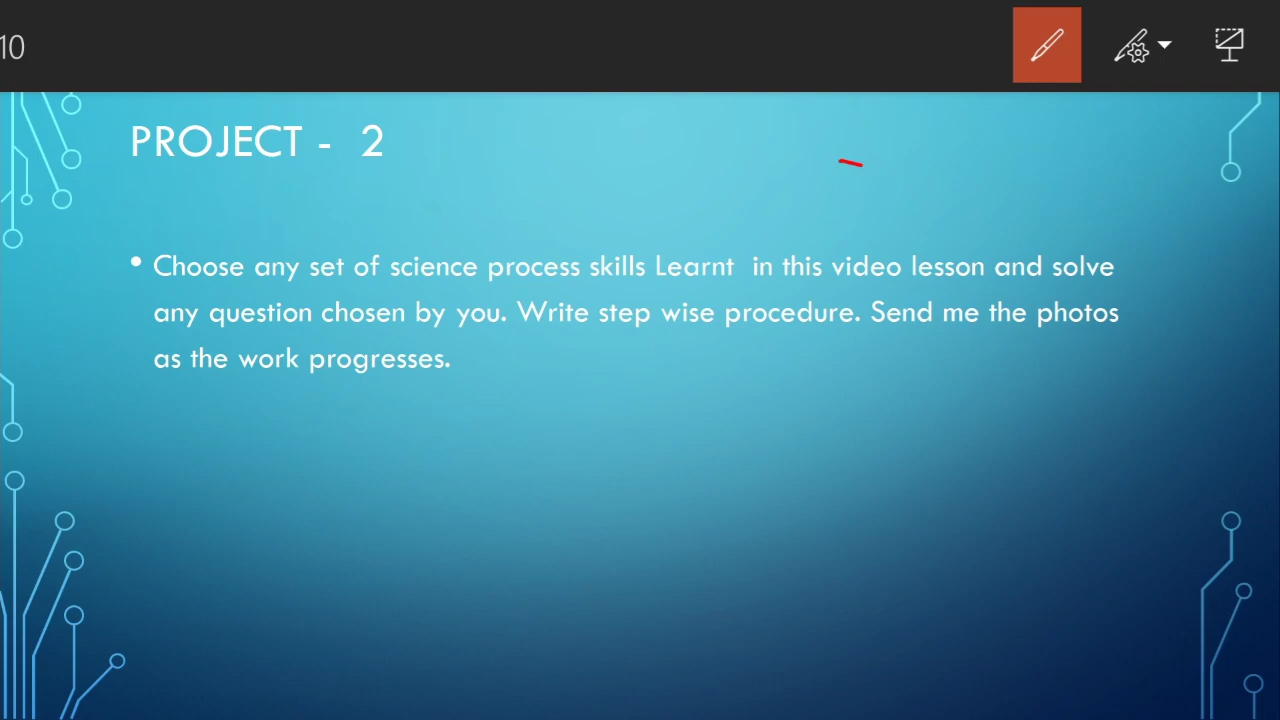 10
PROJECT - 2
• Choose any set of science process skills Learnt in this video lesson and solve
any question chosen by you. Write step wise procedure. Send me the photos
as the work progresses.